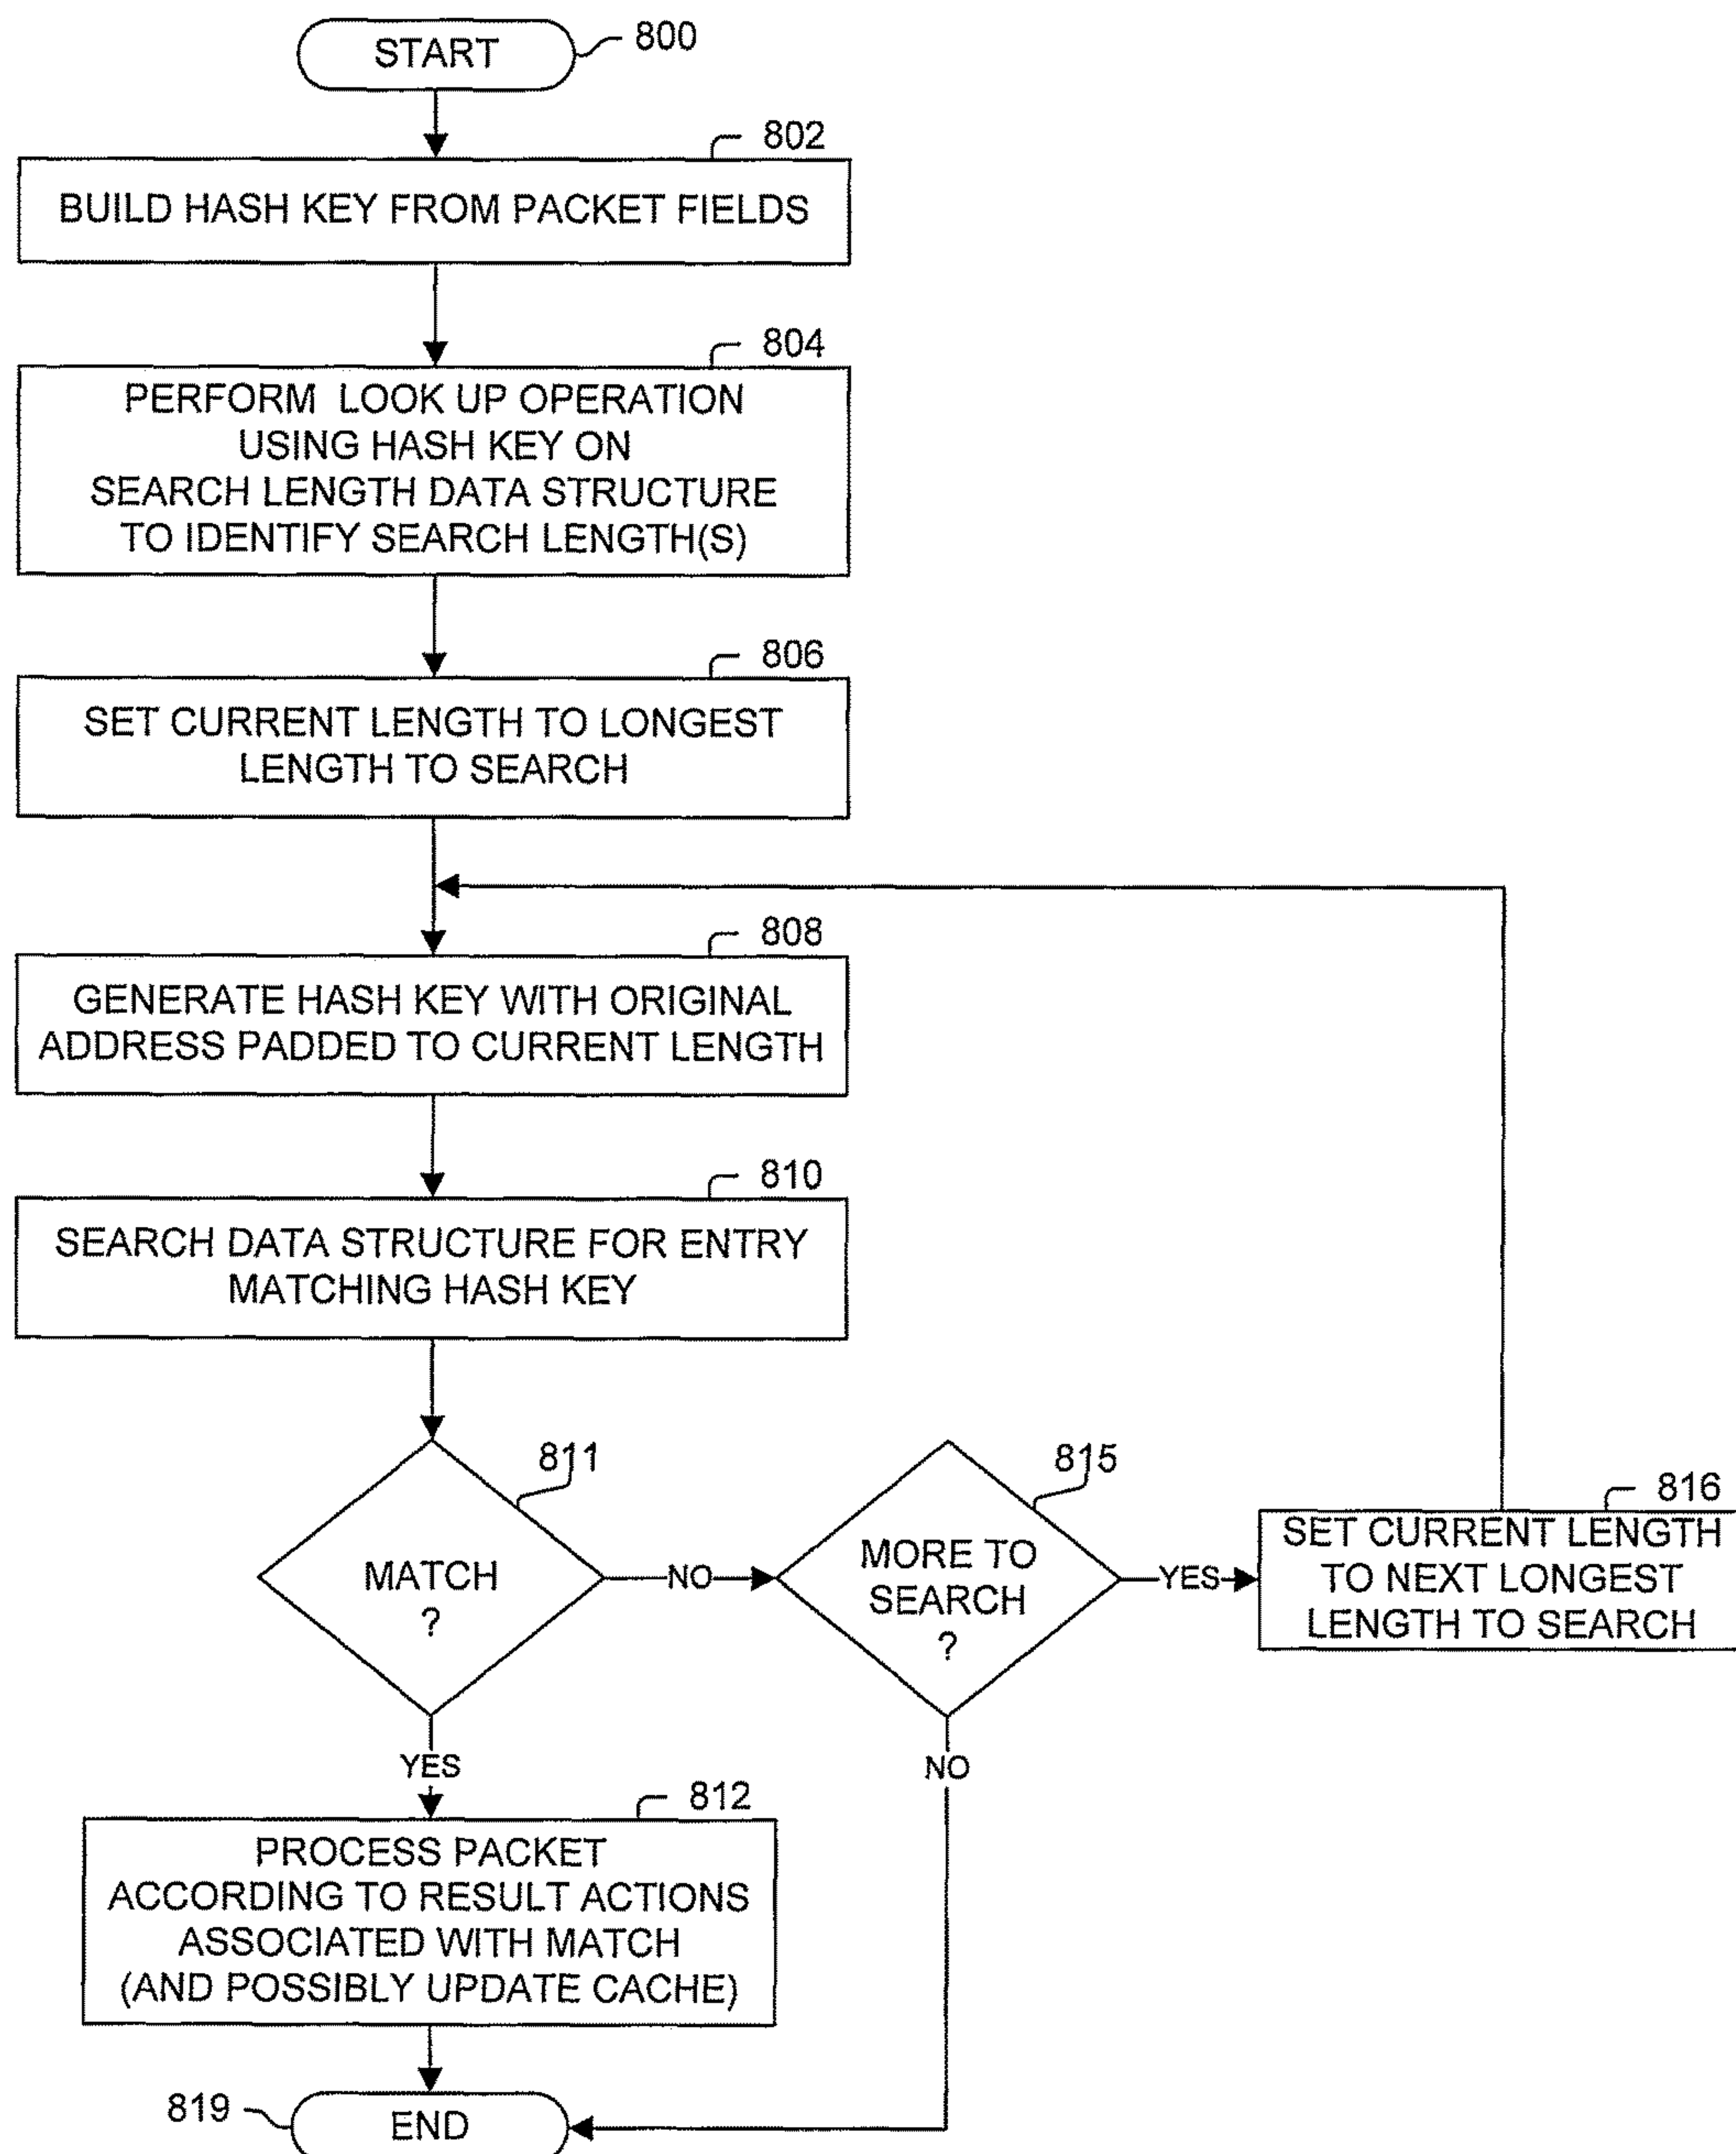 START
800
802
BUILD HASH KEY FROM PACKET FIELDS
804
PERFORM LOOK UP OPERATION
USING HASH KEY ON
SEARCH LENGTH DATA STRUCTURE
TO IDENTIFY SEARCH LENGTH(S)
806
SET CURRENT LENGTH TO LONGEST
LENGTH TO SEARCH
808
GENERATE HASH KEY WITH ORIGINAL
ADDRESS PADDED TO CURRENT LENGTH
810
SEARCH DATA STRUCTURE FOR ENTRY
MATCHING HASH KEY
811
MATCH
?
NO
815
MORE TO
SEARCH
?
YES
816
SET CURRENT LENGTH
TO NEXT LONGEST
LENGTH TO SEARCH
YES
NO
812
PROCESS PACKET
ACCORDING TO RESULT ACTIONS
ASSOCIATED WITH MATCH
(AND POSSIBLY UPDATE CACHE)
819
END